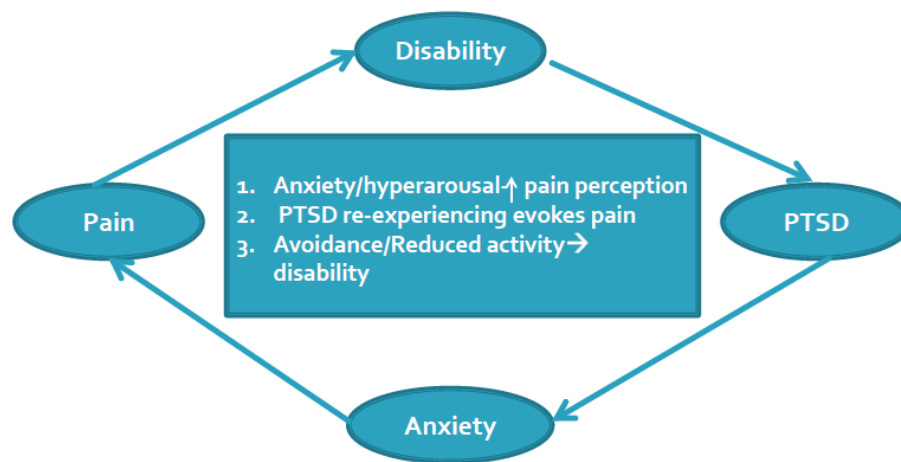 Disability
1. Anxiety/hyperarousal↑ pain perception
2. PTSD re-experiencing evokes pain
3. Avoidance/Reduced activity→
disability
Pain
PTSD
Anxiety